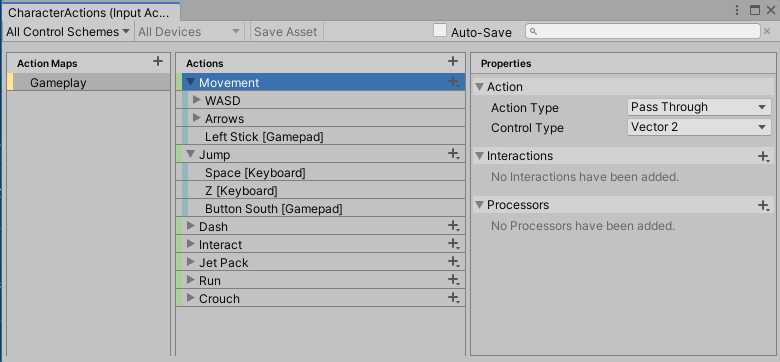 CharacterActions (Input Ac...
All Control Schemes All Devices Save Asset Auto-Save
Action Maps
Gameplay
Actions
Movement
WASD
Arrows
Left Stick [Gamepad]
Jump
Space [Keyboard]
Z [Keyboard]
Button South [Gamepad]
Dash
Interact
Jet Pack
Run
Crouch
Properties
Action
Action Type Pass Through
Control Type Vector 2
Interactions
No Interactions have been added.
Processors
No Processors have been added.